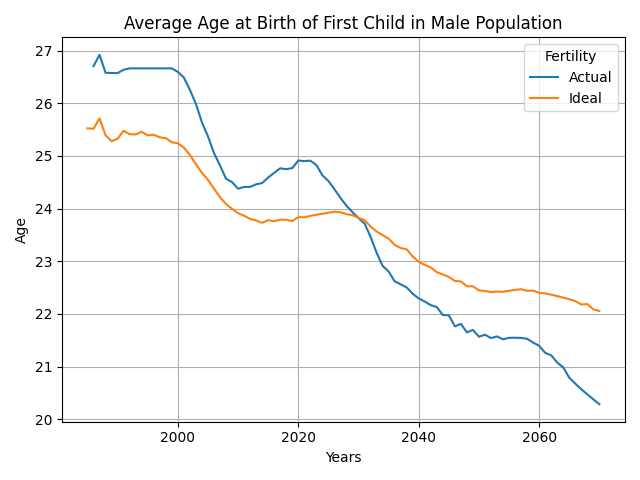 Average Age at Birth of First Child in Male Population
Fertility
Actual
Ideal
27
26
25
24
23
22
21
20
Age
2000
2020
2040
2060
Years